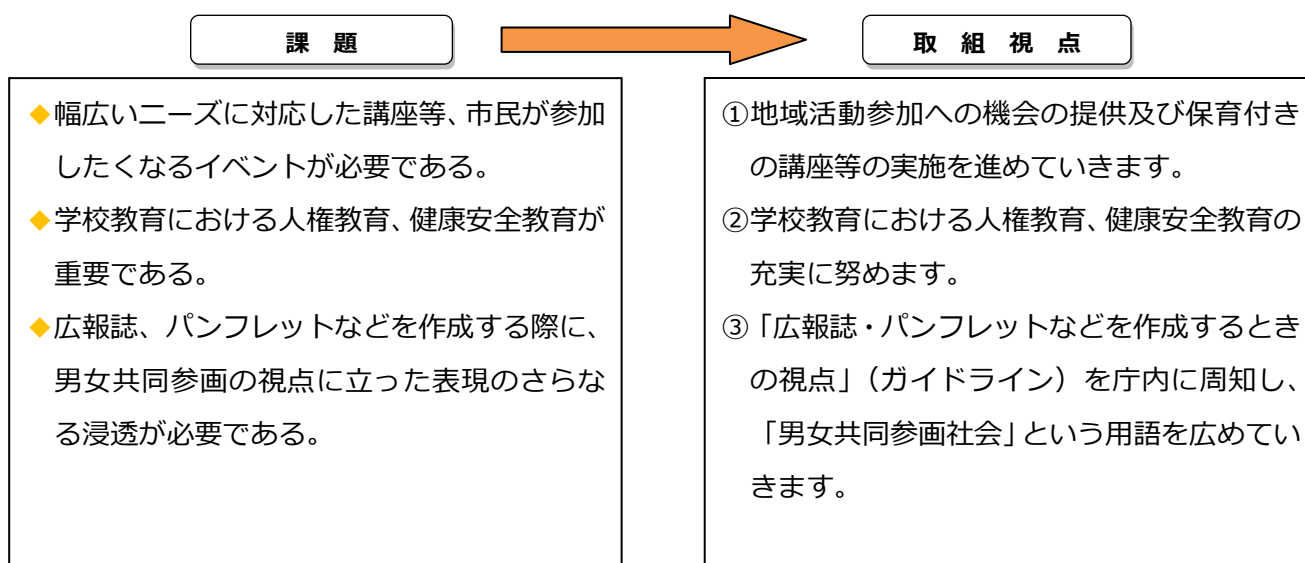 課 題
取 組 視 点
◆幅広いニーズに対応した講座等、市民が参加
したくなるイベントが必要である。
◆学校教育における人権教育、健康安全教育が
重要である。
◆広報誌、パンフレットなどを作成する際に、
男女共同参画の視点に立った表現のさらな
る浸透が必要である。
①地域活動参加への機会の提供及び保育付き
の講座等の実施を進めていきます。
②学校教育における人権教育、健康安全教育の
充実に努めます。
③「広報誌・パンフレットなどを作成するとき
の視点」（ガイドライン）を庁内に周知し、
「男女共同参画社会」という用語を広めてい
きます。